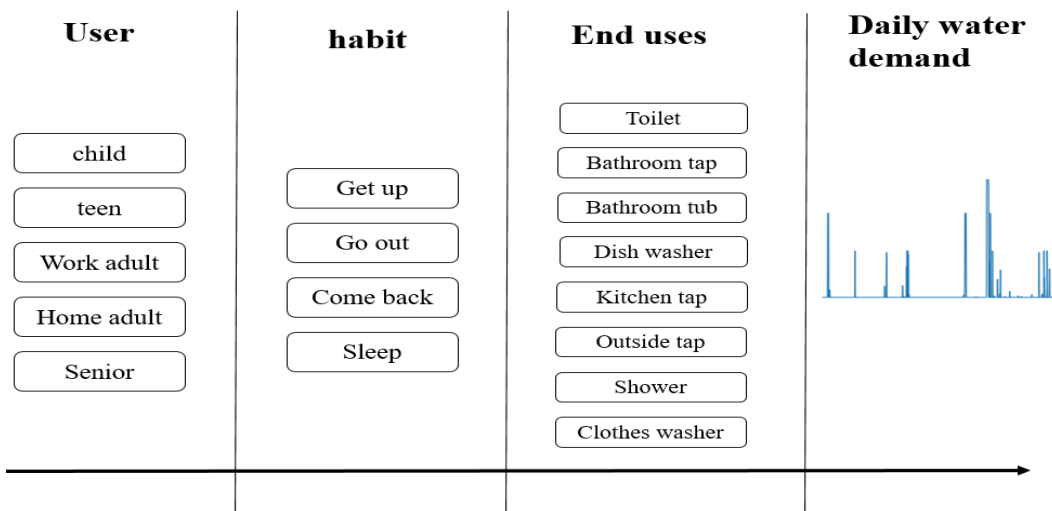 User
child
teen
Work adult
Home adult
Senior
habit
Get up
Go out
Come back
Sleep
End uses
Toilet
Bathroom tap
Bathroom tub
Dish washer
Kitchen tap
Outside tap
Shower
Clothes washer
Daily water
demand